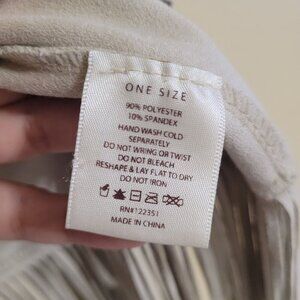 ONE SIZE
90% POLYESTER
10% SPANDEX
HAND WASH COLD
SEPARATELY
DO NOT WRING OR TWIST
DO NOT BLEACH
RESHAPE & LAY FLAT TO DRY
DO NOT IRON
RN#122351
MADE IN CHINA